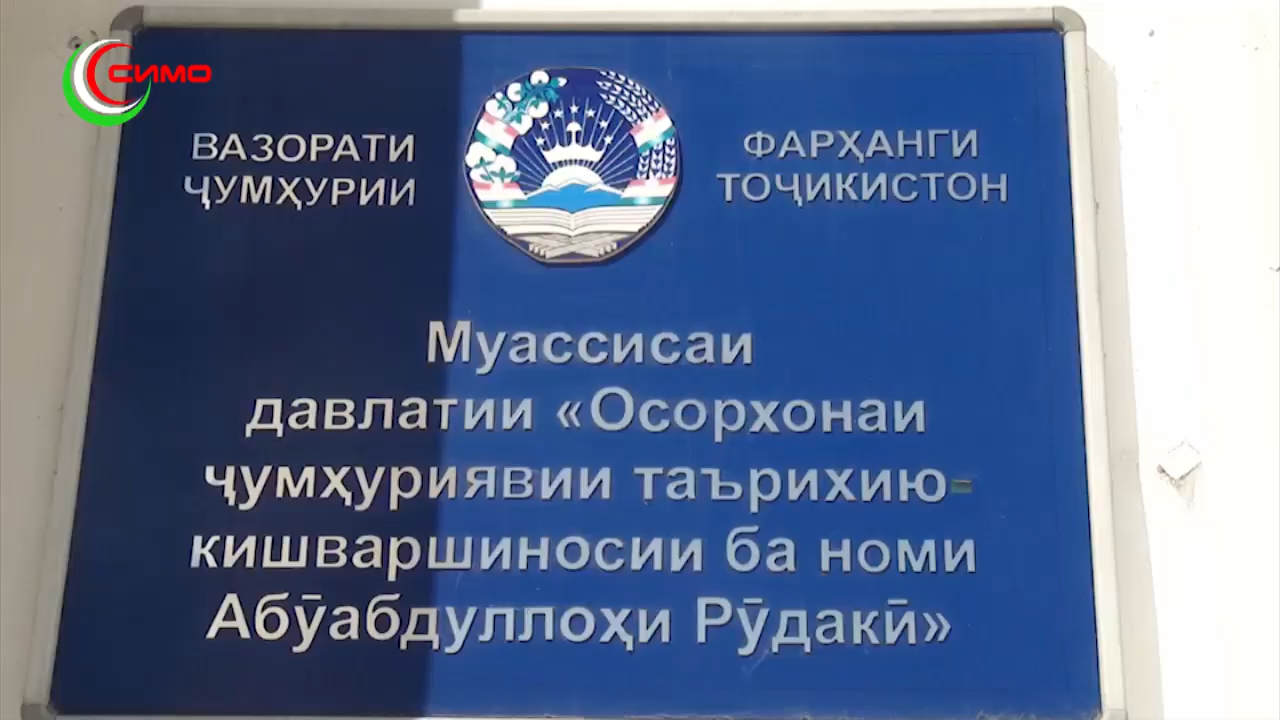 СИМО
ВАЗОРАТИ ФАРҲАНГИ
ҶУМҲУРИИ ТОҶИКИСТОН
Муассисаи
давлатии «Осорхонаи
ҷумҳуриявии таърихию-
кишваршиносии ба номи
Абӯабдуллоҳи Рӯдакӣ»